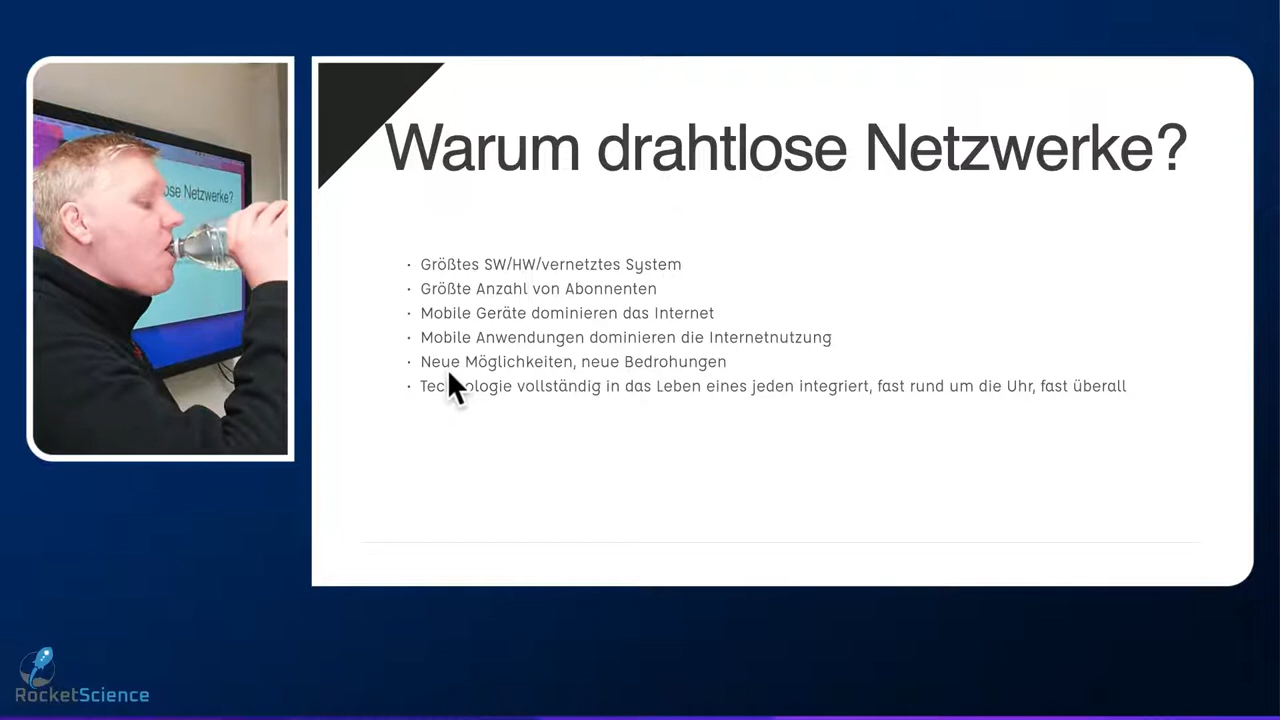 Warum drahtlose Netzwerke?
ose Netzwerke?
· Größtes SW/HW/vernetztes System
· Größte Anzahl von Abonnenten
· Mobile Geräte dominieren das Internet
· Mobile Anwendungen dominieren die Internetnutzung
· Neue Möglichkeiten, neue Bedrohungen
· Technologie vollständig in das Leben eines jeden integriert, fast rund um die Uhr, fast überall
RocketScience